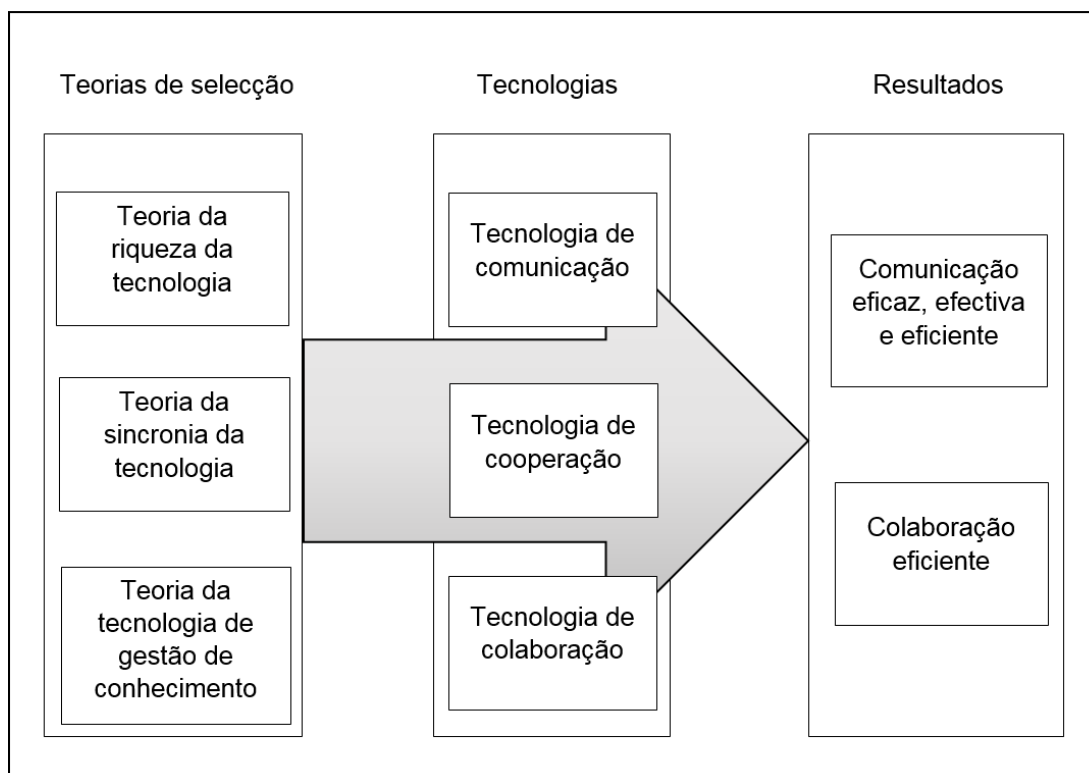 Teorias de selecção
Teoria da
riqueza da
tecnologia
Teoria da
sincronia da
tecnologia
Teoria da
tecnologia de
gestão de
conhecimento
Tecnologias
Tecnologia de
comunicação
Tecnologia de
cooperação
Tecnologia de
colaboração
Resultados
Comunicação
eficaz, efectiva
e eficiente
Colaboração
eficiente